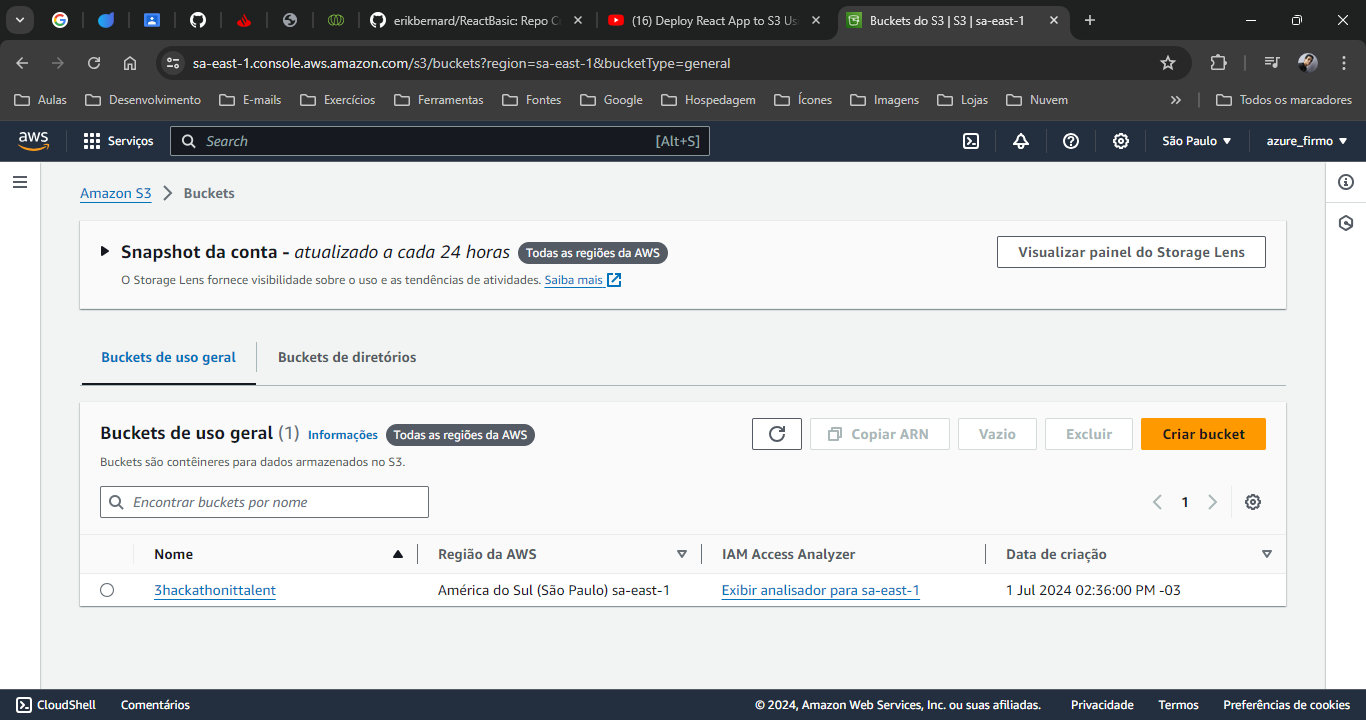 erikbernard/ReactBasic: Repo C
(16) Deploy React App to S3 Us
Buckets do S3 | S3 | sa-east-1
sa-east-1.console.aws.amazon.com/s3/buckets?region=sa-east-1&bucketType=general
Aulas Desenvolvimento E-mails Exercícios Ferramentas Fontes Google Hospedagem Ícones Imagens Lojas Nuvem » Todos os marcadores
aws Serviços Search [Alt+S] São Paulo azure_firmo
Amazon S3 Buckets
Snapshot da conta - atualizado a cada 24 horas Todas as regiões da AWS
Visualizar painel do Storage Lens
O Storage Lens fornece visibilidade sobre o uso e as tendências de atividades. Saiba mais
Buckets de uso geral Buckets de diretórios
Buckets de uso geral (1) Informações Todas as regiões da AWS
Copiar ARN Vazio Excluir Criar bucket
Buckets são contêineres para dados armazenados no S3.
Encontrar buckets por nome
1
Nome Região da AWS IAM Access Analyzer Data de criação
3hackathonittalent América do Sul (São Paulo) sa-east-1 Exibir analisador para sa-east-1 1 Jul 2024 02:36:00 PM -03
CloudShell Comentários © 2024, Amazon Web Services, Inc. ou suas afiliadas. Privacidade Termos Preferências de cookies